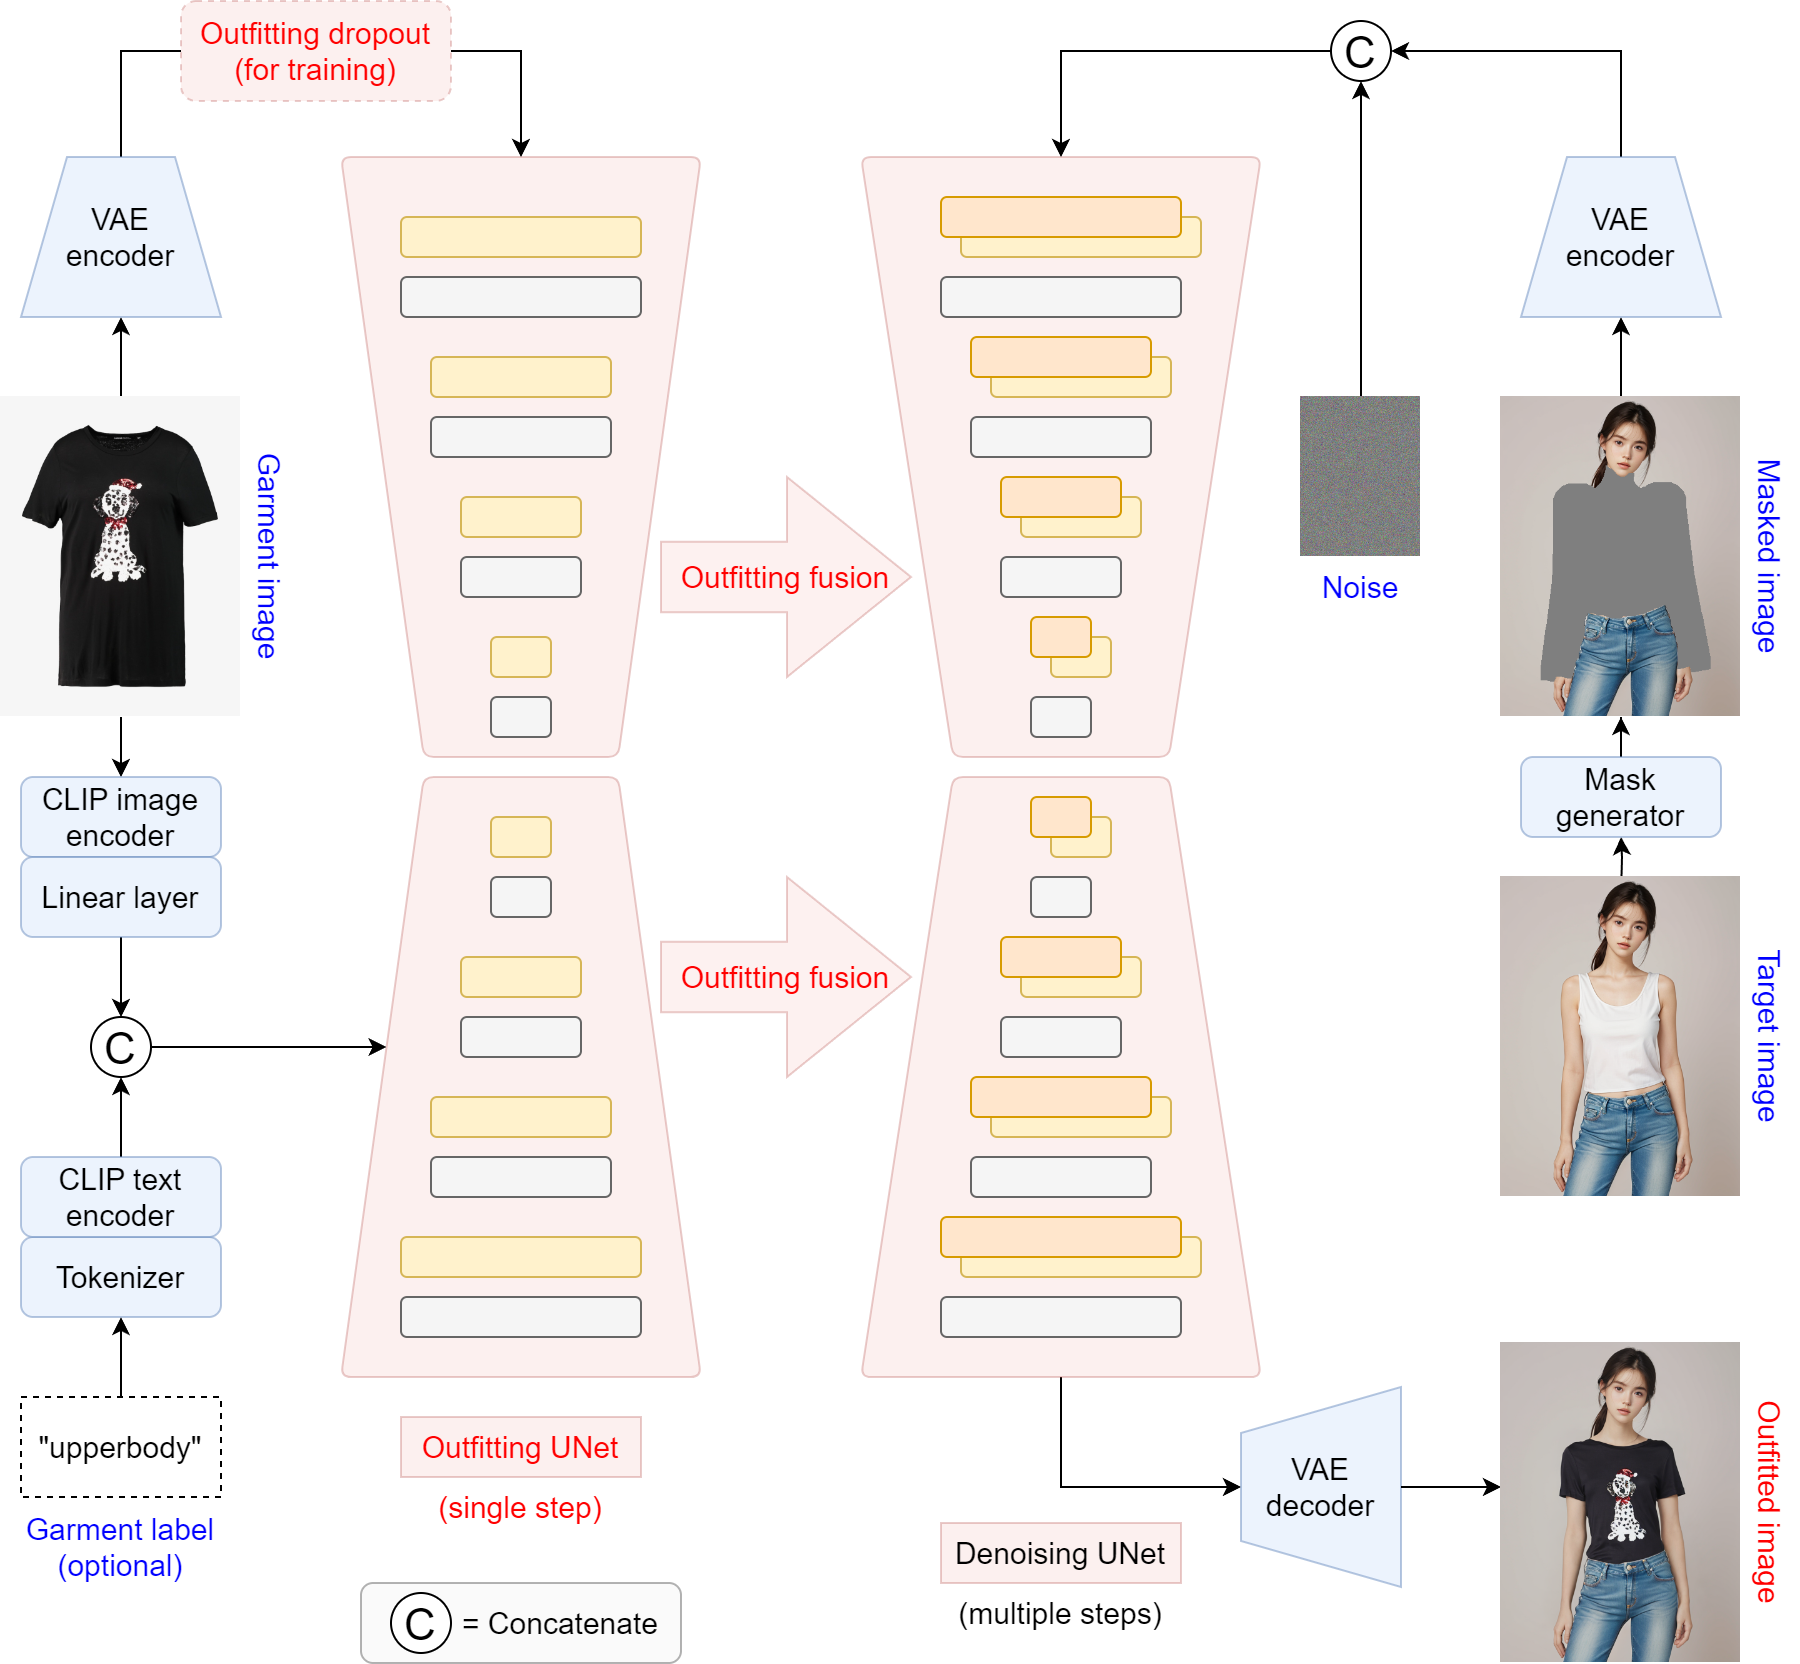 Outfitting dropout
(for training)
C
VAE
encoder
VAE
encoder
Garment image
Outfitting fusion
Noise
Masked image
CLIP image
encoder
Linear layer
Mask
generator
Outfitting fusion
C
Target image
CLIP text
encoder
Tokenizer
"upperbody"
Garment label
(optional)
Outfitting UNet
(single step)
VAE
decoder
Denoising UNet
(multiple steps)
Outfitted image
C = Concatenate